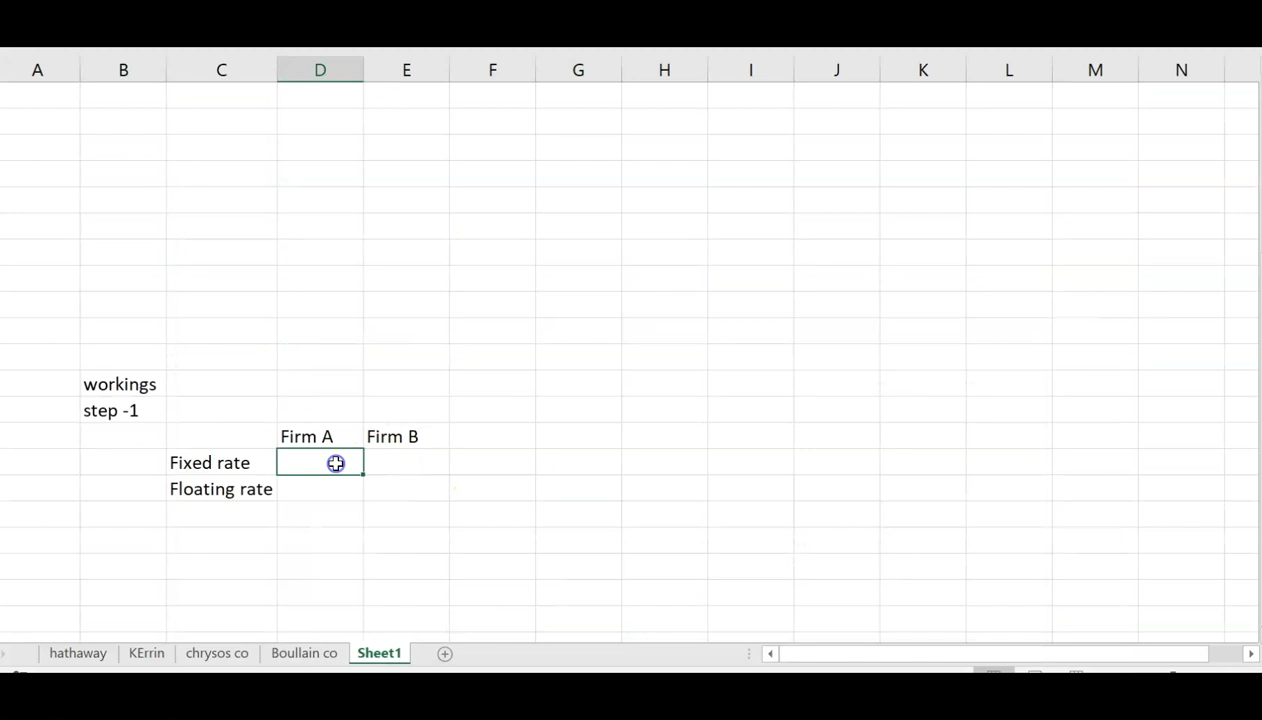 A B C D E F G H I J K L M N
workings
step -1
Firm A Firm B
Fixed rate
Floating rate
hathaway KErrin chrysos co Boullain co Sheet1